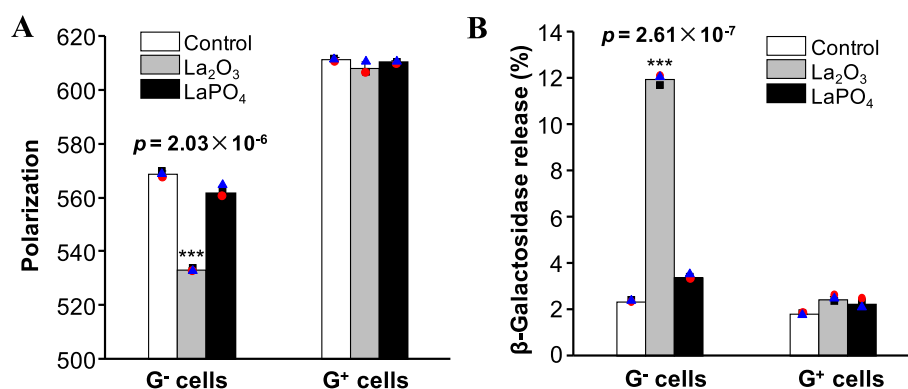 A
Polarization
620
600
580
560
540
520
500
Control
La₂O₃
LaPO₄
p = 2.03×10⁻⁶
***
G⁻ cells
G⁺ cells
B
β-Galactosidase release (%)
14
12
10
8
6
4
2
0
p = 2.61×10⁻⁷
***
Control
La₂O₃
LaPO₄
G⁻ cells
G⁺ cells